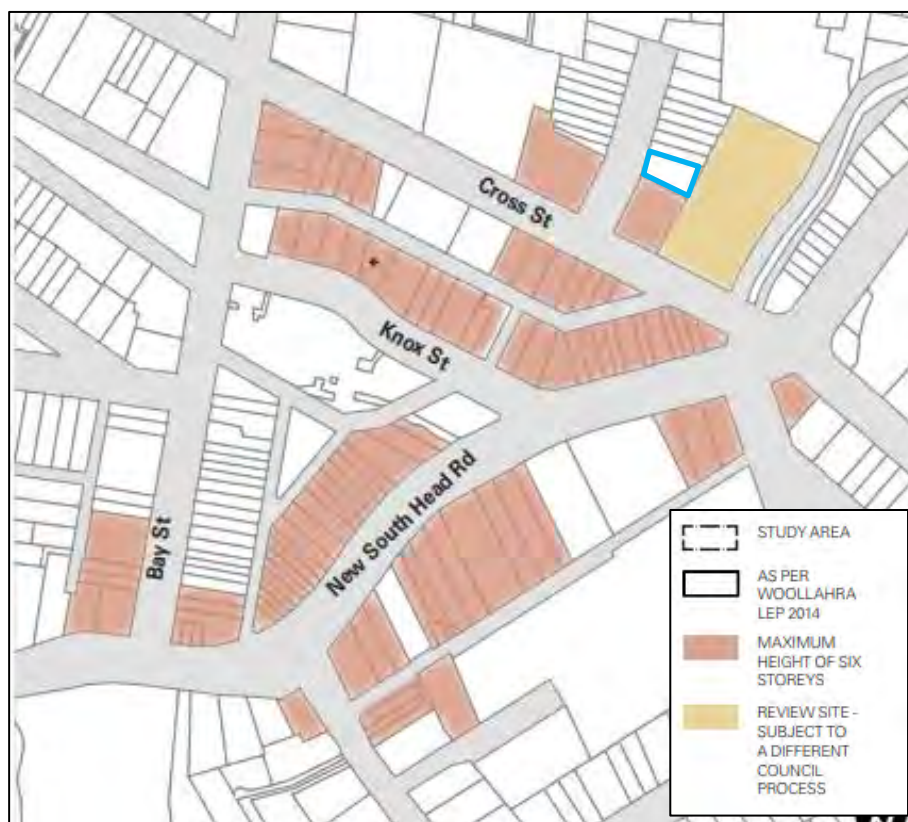 Cross St
Knox St
New South Head Rd
Bay St
STUDY AREA
AS PER
WOOLLAHRA
LEP 2014
MAXIMUM
HEIGHT OF SIX
STOREYS
REVIEW SITE -
SUBJECT TO
A DIFFERENT
COUNCIL
PROCESS